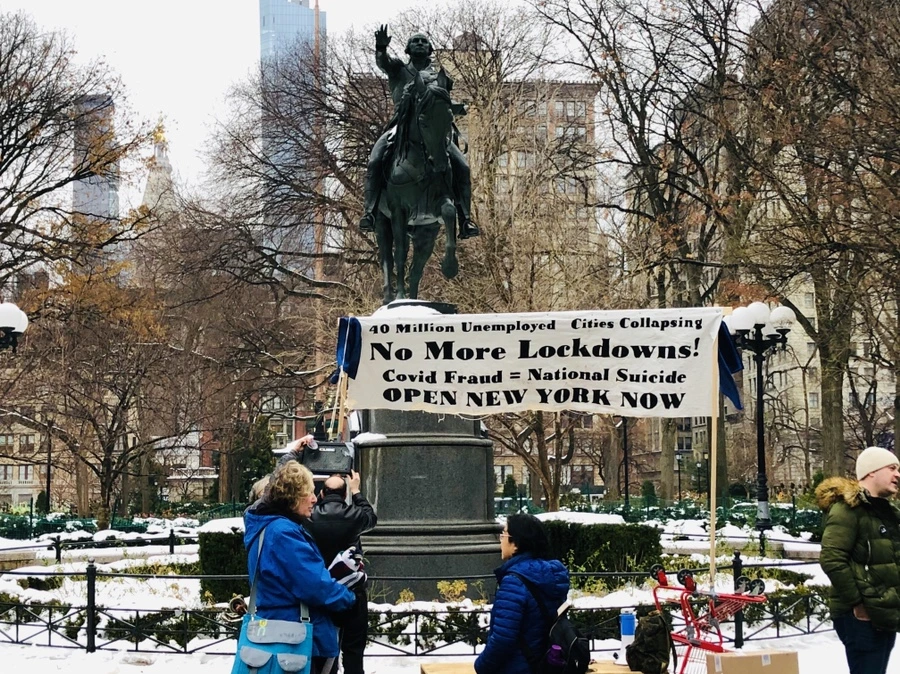 40 Million Unemployed Cities Collapsing
No More Lockdowns!
Covid Fraud = National Suicide
OPEN NEW YORK NOW